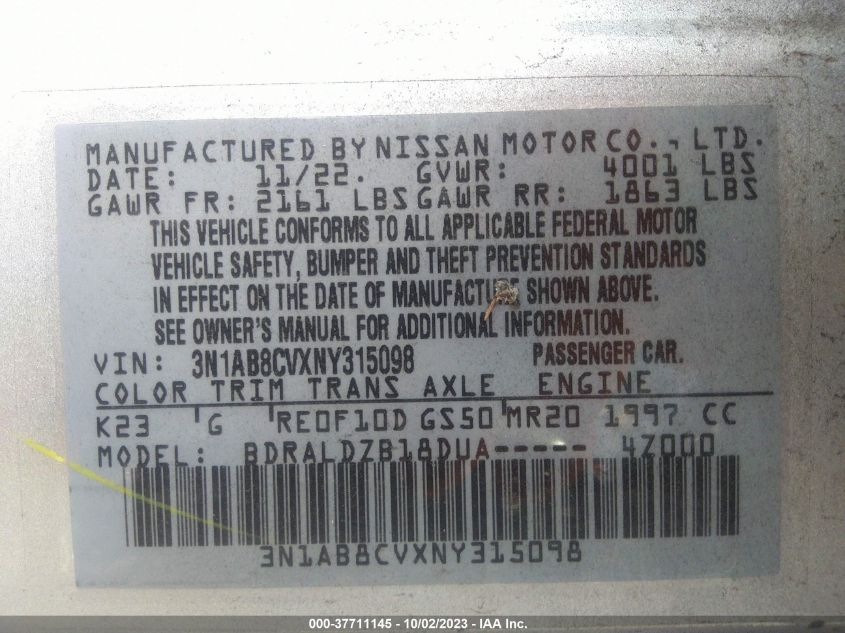 MANUFACTURED BY NISSAN MOTOR CO., LTD.
DATE: 11/22. GVWR: 4001 LBS
GAWR FR: 2161 LBS GAWR RR: 1863 LBS
THIS VEHICLE CONFORMS TO ALL APPLICABLE FEDERAL MOTOR
VEHICLE SAFETY, BUMPER AND THEFT PREVENTION STANDARDS
IN EFFECT ON THE DATE OF MANUFACTURE SHOWN ABOVE.
SEE OWNER'S MANUAL FOR ADDITIONAL INFORMATION.
VIN: 3N1AB8CVXNY315098 PASSENGER CAR.
COLOR TRIM TRANS AXLE ENGINE
K23 'G 'RE0F10D GS50 'MR20 1997 CC
MODEL: BDRALDZB18DUA----- 4Z000
3N1AB8CVXNY315098
000-37711145 - 10/02/2023 - IAA Inc.